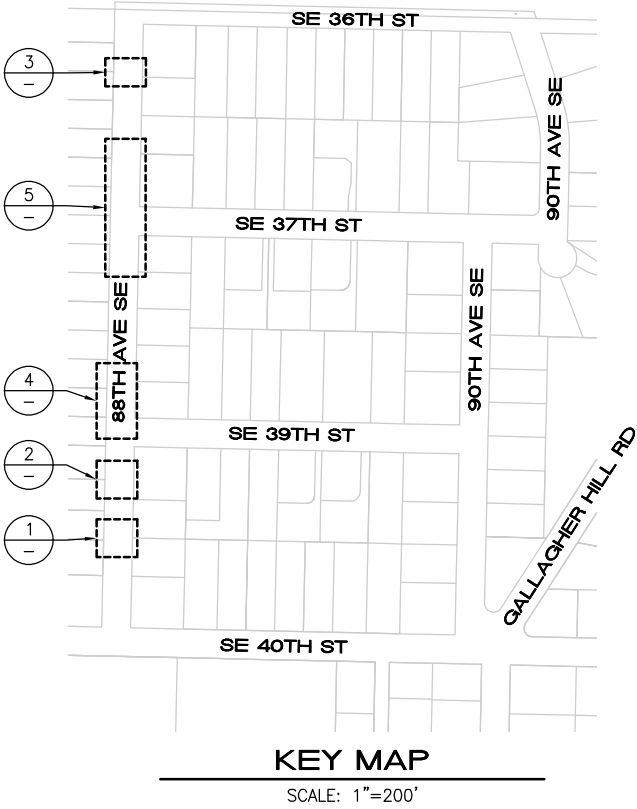 SE 36TH ST
3
–
90TH AVE SE
5
–
SE 37TH ST
88TH AVE SE
90TH AVE SE
4
–
SE 39TH ST
2
–
GALLAGHER HILL RD
1
–
SE 40TH ST
KEY MAP
SCALE: 1"=200'